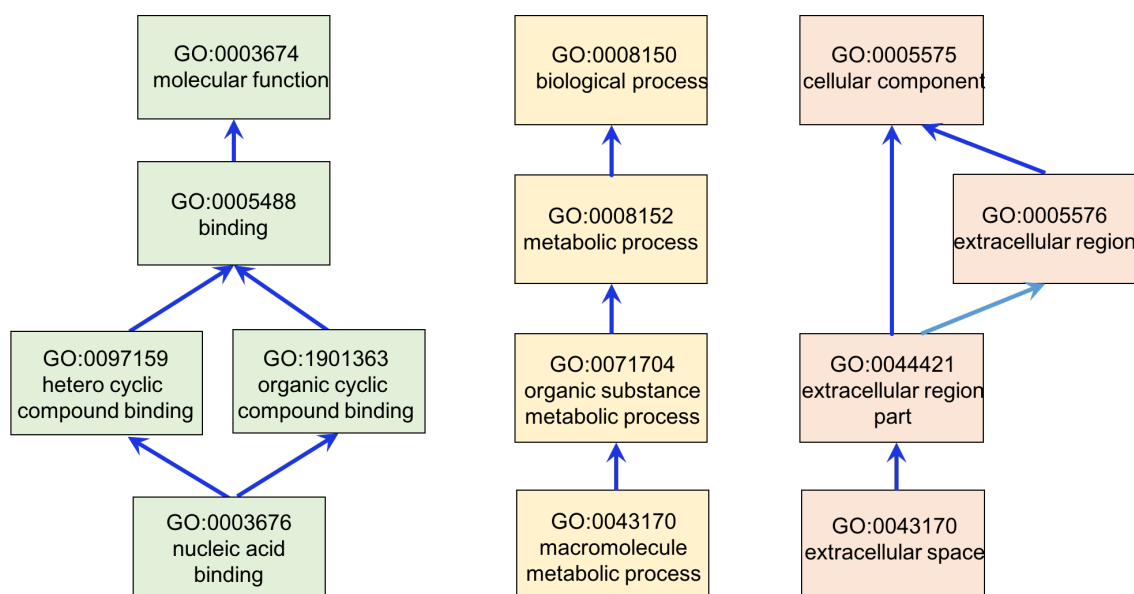 GO:0003674
molecular function
GO:0005488
binding
GO:0097159
hetero cyclic
compound binding
GO:1901363
organic cyclic
compound binding
GO:0003676
nucleic acid
binding
GO:0008150
biological process
GO:0008152
metabolic process
GO:0071704
organic substance
metabolic process
GO:0043170
macromolecule
metabolic process
GO:0005575
cellular component
GO:0005576
extracellular region
GO:0044421
extracellular region
part
GO:0043170
extracellular space